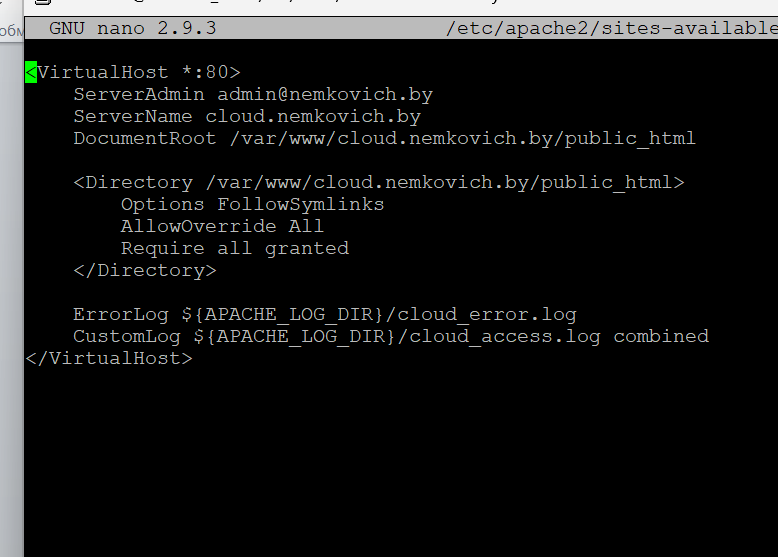 обм
GNU nano 2.9.3 /etc/apache2/sites-available
<VirtualHost *:80>
ServerAdmin admin@nemkovich.by
ServerName cloud.nemkovich.by
DocumentRoot /var/www/cloud.nemkovich.by/public_html
<Directory /var/www/cloud.nemkovich.by/public_html>
Options FollowSymlinks
AllowOverride All
Require all granted
</Directory>
ErrorLog ${APACHE_LOG_DIR}/cloud_error.log
CustomLog ${APACHE_LOG_DIR}/cloud_access.log combined
</VirtualHost>